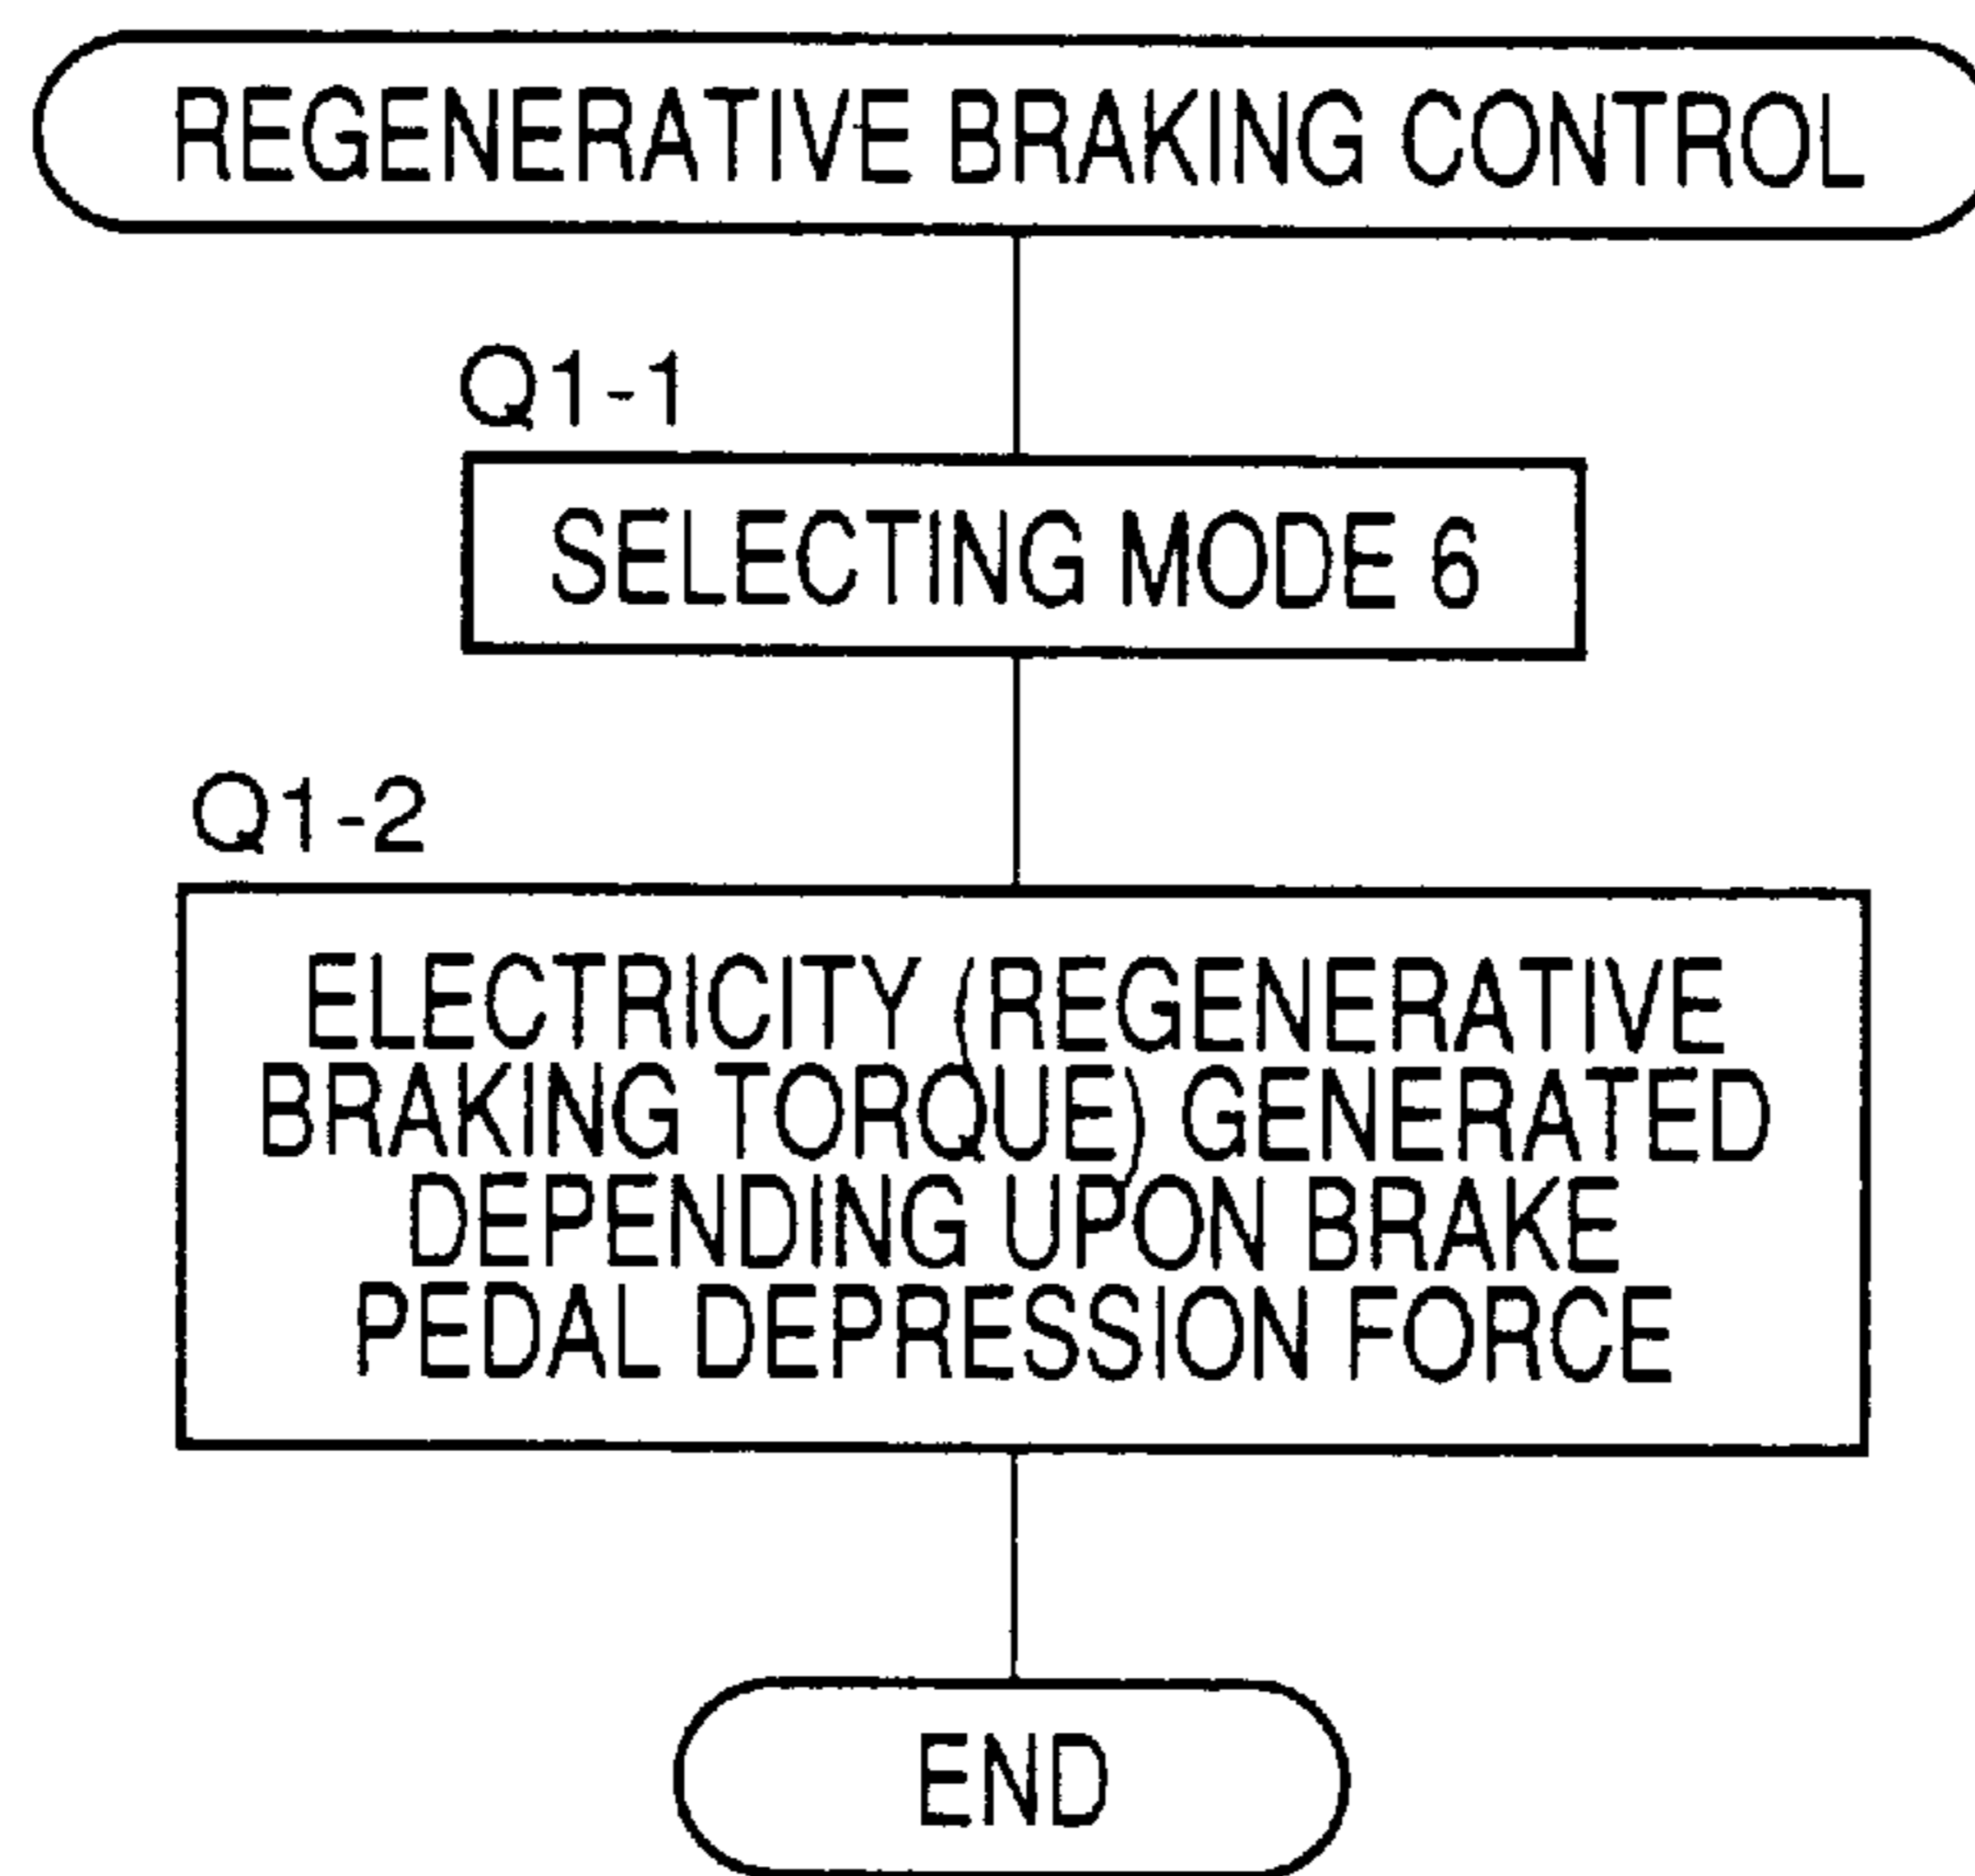 REGENERATIVE BRAKING CONTROL
Q1-1
SELECTING MODE 6
Q1-2
ELECTRICITY (REGENERATIVE
BRAKING TORQUE) GENERATED
DEPENDING UPON BRAKE
PEDAL DEPRESSION FORCE
END